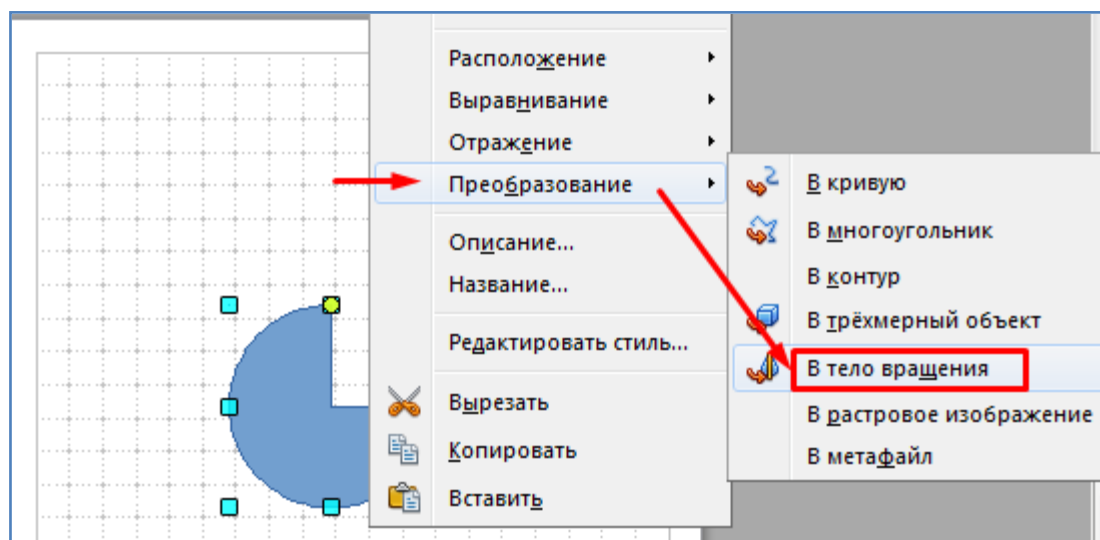 Расположение
Выравнивание
Отражение
Преобразование
Описание...
Название...
Редактировать стиль...
Вырезать
Копировать
Вставить
В кривую
В многоугольник
В контур
В трёхмерный объект
В тело вращения
В растровое изображение
В метафайл